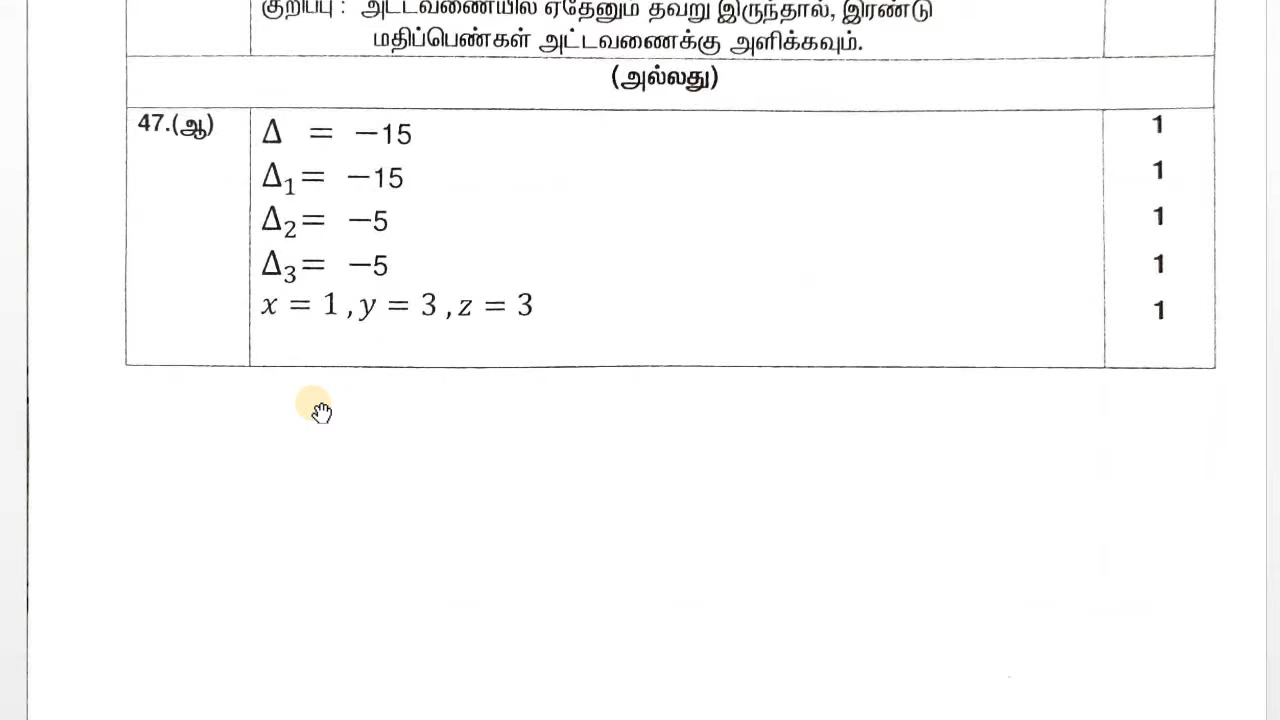 குறிப்பு : அட்டவணையில் ஏதேனும் தவறு இருந்தால், இரண்டு
மதிப்பெண்கள் அட்டவணைக்கு அளிக்கவும்.
(அல்லது)
47.(ஆ) Δ = −15 1
Δ₁= −15 1
Δ₂= −5 1
Δ₃= −5 1
x = 1 , y = 3 , z = 3 1